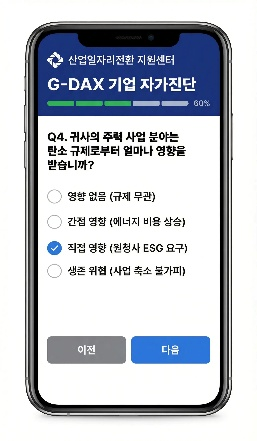 산업일자리전환 지원센터
G-DAX 기업 자가진단
60%
Q4. 귀사의 주력 사업 분야는
탄소 규제로부터 얼마나 영향을
받습니까?
영향 없음 (규제 무관)
간접 영향 (에너지 비용 상승)
직접 영향 (원청사 ESG 요구)
생존 위협 (사업 축소 불가피)
이전
다음